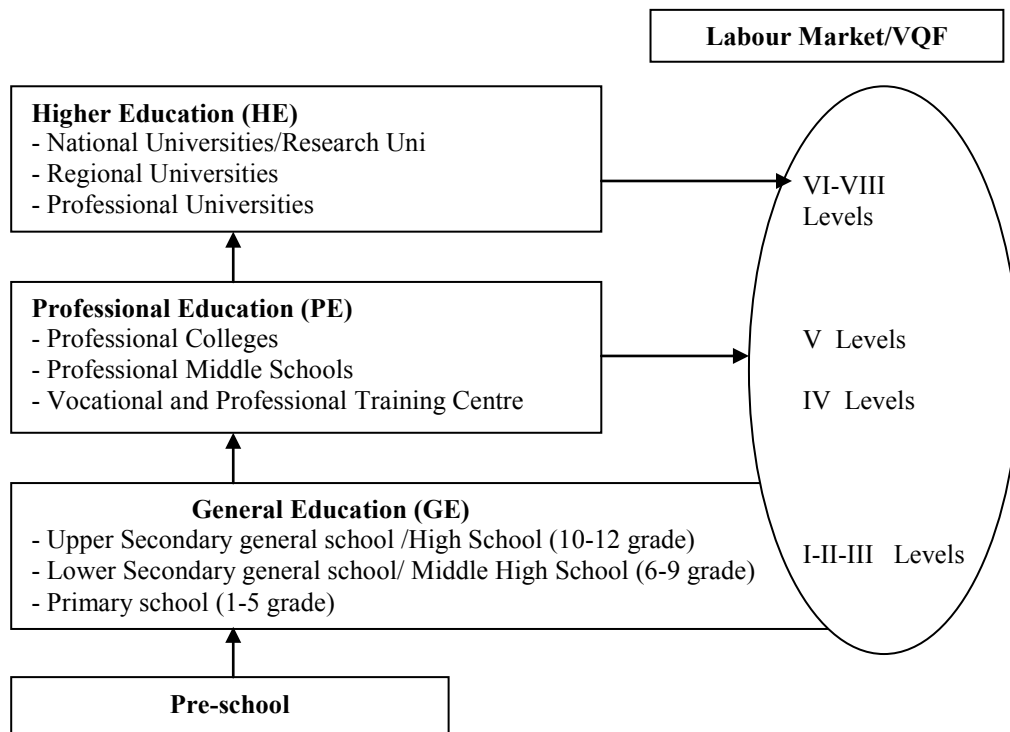 Labour Market/VQF
Higher Education (HE)
- National Universities/Research Uni
- Regional Universities
- Professional Universities
VI-VIII
Levels
Professional Education (PE)
- Professional Colleges
- Professional Middle Schools
- Vocational and Professional Training Centre
V Levels
IV Levels
General Education (GE)
- Upper Secondary general school /High School (10-12 grade)
- Lower Secondary general school/ Middle High School (6-9 grade)
- Primary school (1-5 grade)
I-II-III Levels
Pre-school